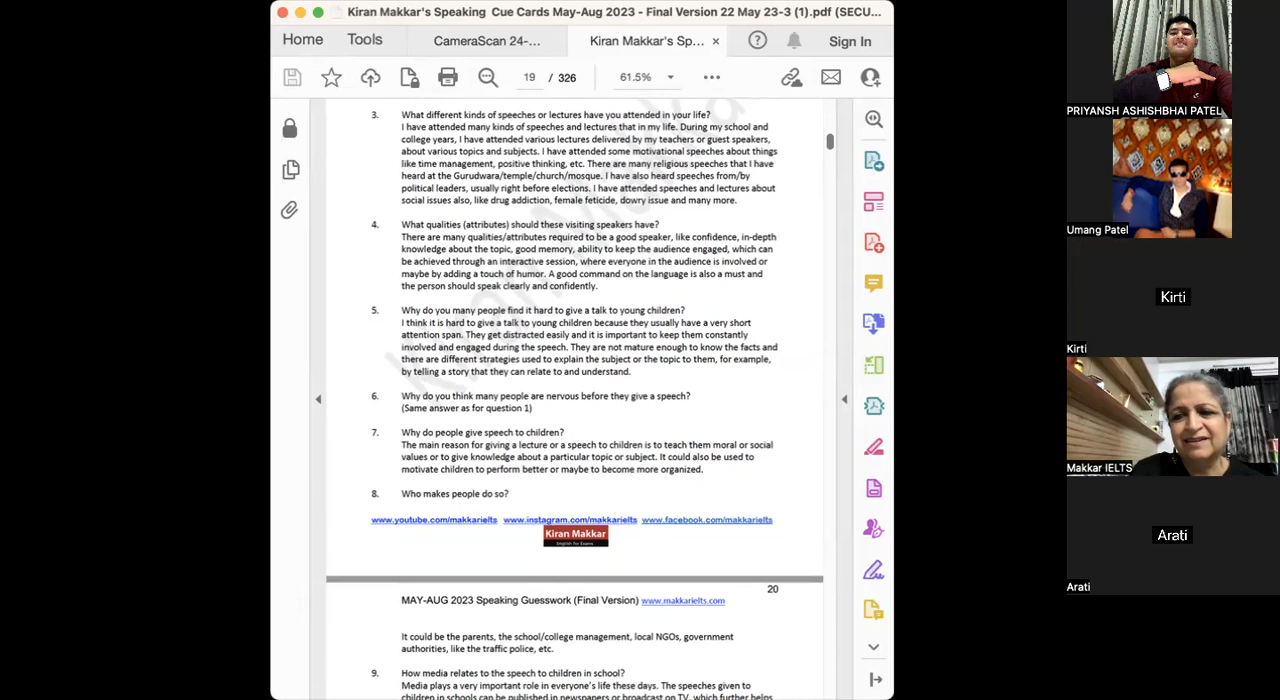 Kiran Makkar's Speaking Cue Cards May-Aug 2023 - Final Version 22 May 23-3 (1).pdf (SECU...
Home Tools CameraScan 24-... Kiran Makkar's Sp... × Sign In
19 / 326 61.5%
3. What different kinds of speeches or lectures have you attended in your life?
I have attended many kinds of speeches and lectures that in my life. During my school and
college years, I have attended various lectures delivered by my teachers or guest speakers,
about various topics and subjects. I have attended some motivational speeches about things
like time management, positive thinking, etc. There are many religious speeches that I have
heard at the Gurudwara/temple/church/mosque. I have also heard speeches from/by
political leaders, usually right before elections. I have attended speeches and lectures about
social issues also, like drug addiction, female feticide, dowry issue and many more.
4. What qualities (attributes) should these visiting speakers have?
There are many qualities/attributes required to be a good speaker, like confidence, in-depth
knowledge about the topic, good memory, ability to keep the audience engaged, which can
be achieved through an interactive session, where everyone in the audience is involved or
maybe by adding a touch of humor. A good command on the language is also a must and
the person should speak clearly and confidently.
5. Why do you many people find it hard to give a talk to young children?
I think it is hard to give a talk to young children because they usually have a very short
attention span. They get distracted easily and it is important to keep them constantly
involved and engaged during the speech. They are not mature enough to know the facts and
there are different strategies used to explain the subject or the topic to them, for example,
by telling a story that they can relate to and understand.
6. Why do you think many people are nervous before they give a speech?
(Same answer as for question 1)
7. Why do people give speech to children?
The main reason for giving a lecture or a speech to children is to teach them moral or social
values or to give knowledge about a particular topic or subject. It could also be used to
motivate children to perform better or maybe to become more organized.
8. Who makes people do so?
www.youtube.com/makkarielts www.instagram.com/makkarielts www.facebook.com/makkarielts
Kiran Makkar
English For Exams
20
MAY-AUG 2023 Speaking Guesswork (Final Version) www.makkarielts.com
It could be the parents, the school/college management, local NGOs, government
authorities, like the traffic police, etc.
9. How media relates to the speech to children in school?
Media plays a very important role in everyone's life these days. The speeches given to
children in schools can be published in newspapers or broadcast on TV, which further helps
Kiran Makkar
PRIYANSH ASHISHBHAI PATEL
Umang Patel
Kirti
Kirti
Makkar IELTS
Arati
Arati